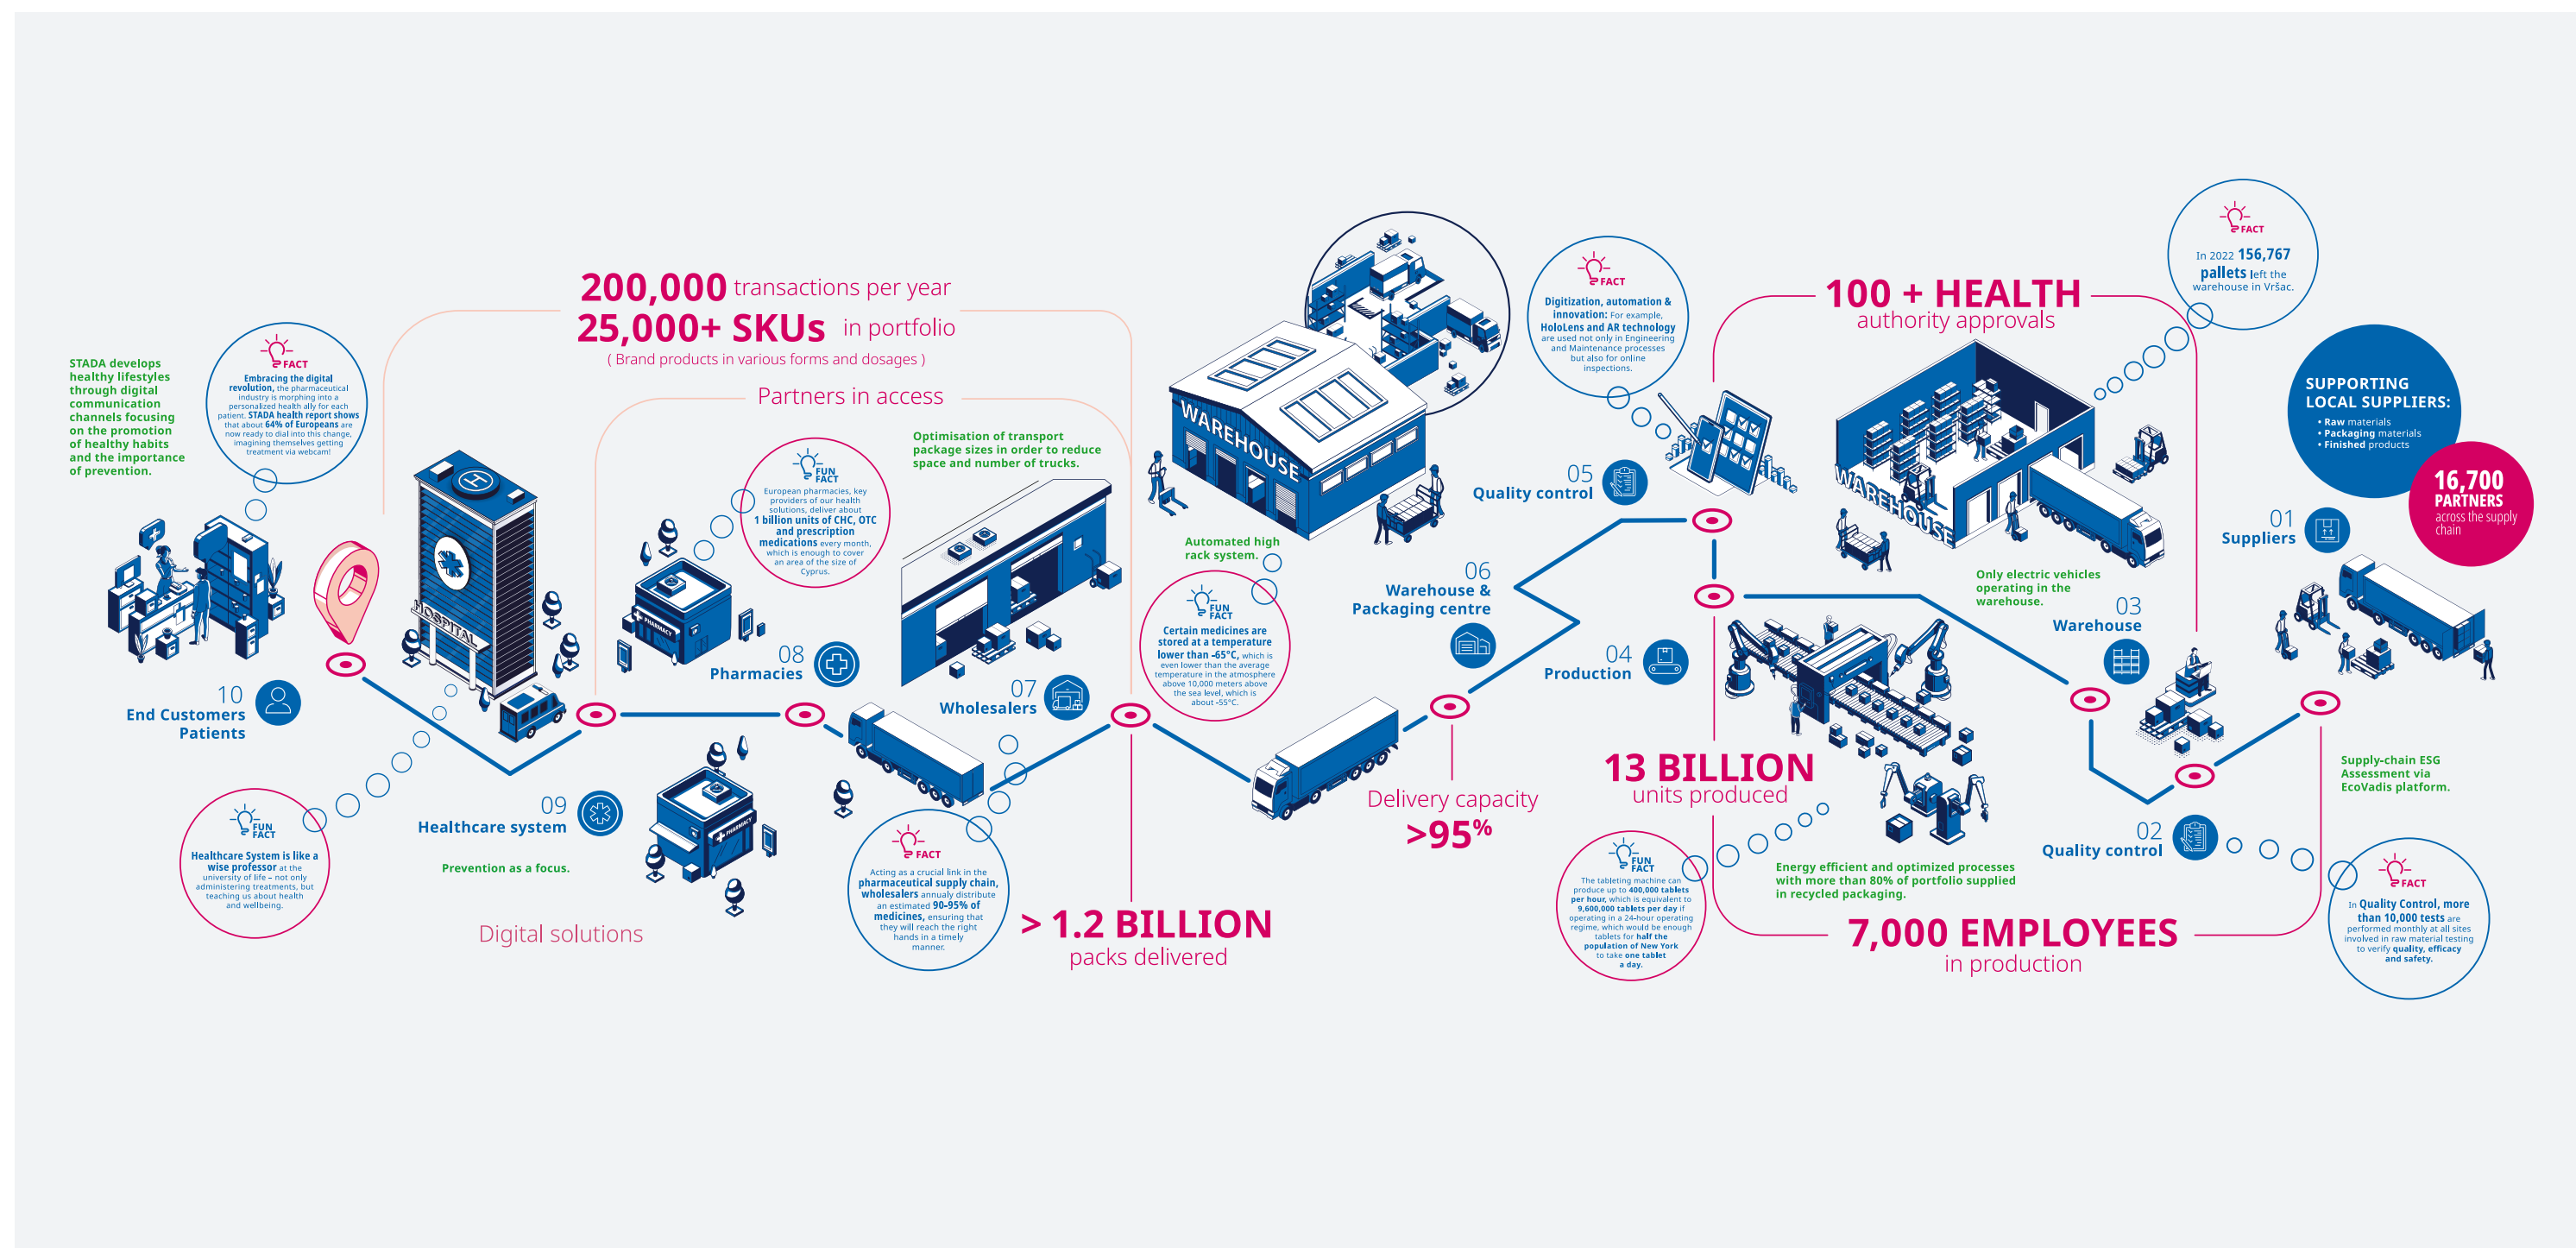 STADA develops
healthy lifestyles
through digital
communication
channels focusing
on the promotion
of healthy habits
and the importance
of prevention.
FACT
Embracing the digital
revolution, the pharmaceutical
industry is morphing into a
personalized health ally for each
patient. STADA health report shows
that about 64% of Europeans are
now ready to dial into this change,
imagining themselves getting
treatment via webcam!
10
End Customers
Patients
FUN
FACT
Healthcare System is like a
wise professor at the
university of life – not only
administering treatments, but
teaching us about health
and wellbeing.
HOSPITAL
H
09
Healthcare system
Prevention as a focus.
Digital solutions
200,000 transactions per year
25,000+ SKUs in portfolio
( Brand products in various forms and dosages )
Partners in access
FUN
FACT
European pharmacies, key
providers of our health
solutions, deliver about
1 billion units of CHC, OTC
and prescription
medications every month,
which is enough to cover
an area of the size of
Cyprus.
PHARMACY
08
Pharmacies
PHARMACY
Optimisation of transport
package sizes in order to reduce
space and number of trucks.
07
Wholesalers
FACT
Acting as a crucial link in the
pharmaceutical supply chain,
wholesalers annualy distribute
an estimated 90-95% of
medicines, ensuring that
they will reach the right
hands in a timely
manner.
> 1.2 BILLION
packs delivered
WAREHOUSE
Automated high
rack system.
FUN
FACT
Certain medicines are
stored at a temperature
lower than -65°C, which is
even lower than the average
temperature in the atmosphere
above 10,000 meters above
the sea level, which is
about -55°C.
06
Warehouse &
Packaging centre
Delivery capacity
>95%
FACT
Digitization, automation &
innovation: For example,
HoloLens and AR technology
are used not only in Engineering
and Maintenance processes
but also for online
inspections.
05
Quality control
04
Production
13 BILLION
units produced
FUN
FACT
The tableting machine can
produce up to 400,000 tablets
per hour, which is equivalent to
9,600,000 tablets per day if
operating in a 24-hour operating
regime, which would be enough
tablets for half the
population of New York
to take one tablet
a day.
Energy efficient and optimized processes
with more than 80% of portfolio supplied
in recycled packaging.
7,000 EMPLOYEES
in production
100 + HEALTH
authority approvals
WAREHOUSE
Only electric vehicles
operating in the
warehouse.
03
Warehouse
FACT
In 2022 156,767
pallets left the
warehouse in Vršac.
SUPPORTING
LOCAL SUPPLIERS:
• Raw materials
• Packaging materials
• Finished products
16,700
PARTNERS
across the supply
chain
01
Suppliers
Supply-chain ESG
Assessment via
EcoVadis platform.
02
Quality control
FACT
In Quality Control, more
than 10,000 tests are
performed monthly at all sites
involved in raw material testing
to verify quality, efficacy
and safety.